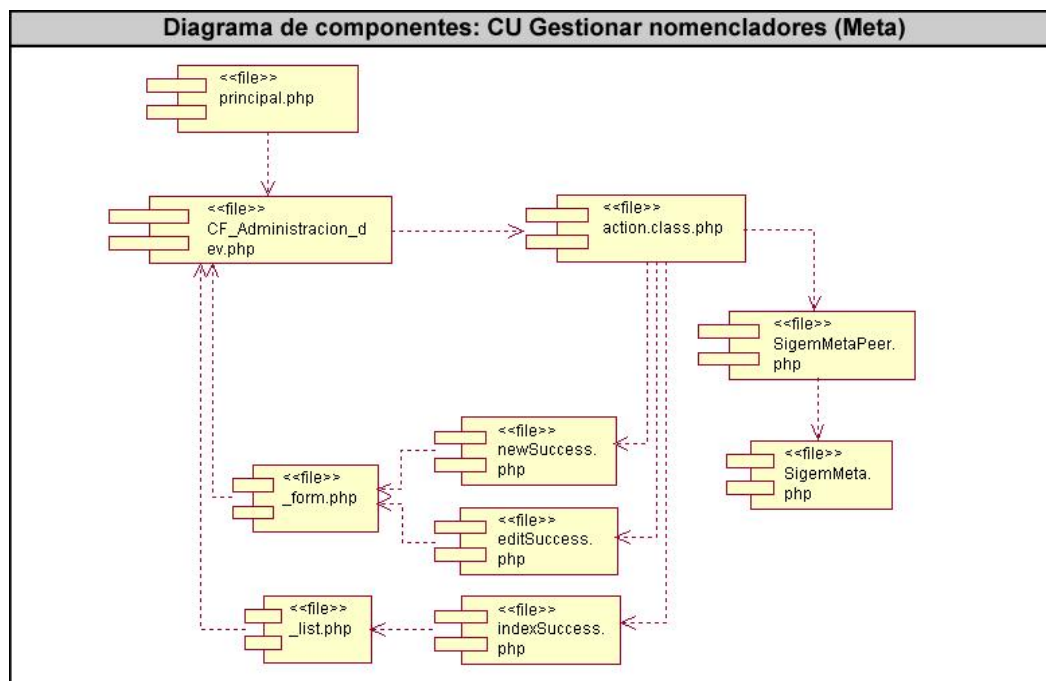 Diagrama de componentes: CU Gestionar nomencladores (Meta)
<<file>>
principal.php
<<file>>
CF_Administracion_d
ev.php
<<file>>
action.class.php
<<file>>
SigemMetaPeer.
php
<<file>>
newSuccess.
php
<<file>>
SigemMeta.
php
<<file>>
_form.php
<<file>>
editSuccess.
php
<<file>>
_list.php
<<file>>
indexSuccess.
php